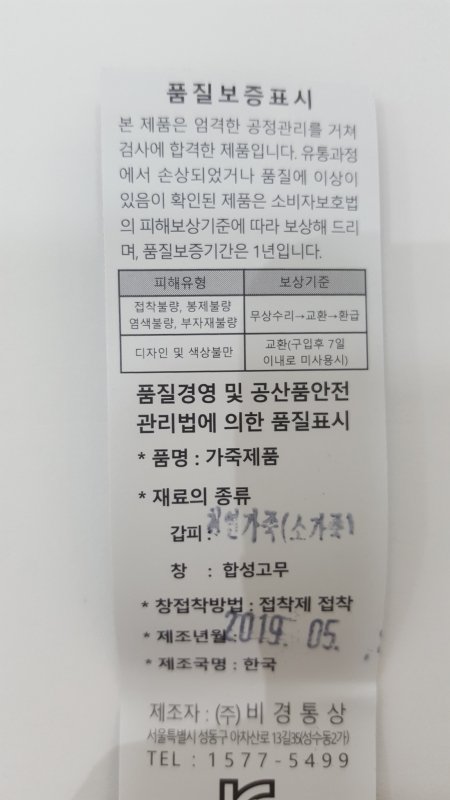 품질보증표시
본 제품은 엄격한 공정관리를 거쳐
검사에 합격한 제품입니다. 유통과정
에서 손상되었거나 품질에 이상이
있음이 확인된 제품은 소비자보호법
의 피해보상기준에 따라 보상해 드리
며, 품질보증기간은 1년입니다.
피해유형 보상기준
접착불량, 봉제불량
염색불량, 부자재불량
무상수리→교환→환급
디자인 및 색상불만
교환(구입후 7일
이내로 미사용시)
품질경영 및 공산품안전
관리법에 의한 품질표시
* 품명 : 가죽제품
* 재료의 종류
갑피 : 천연가죽(소가죽)
창 : 합성고무
* 창접착방법 : 접착제 접착
* 제조년월 : 2019. 05.
* 제조국명 : 한국
제조자 : (주) 비경통상
서울특별시 성동구 아차산로 13길35(성수동2가)
TEL : 1577-5499